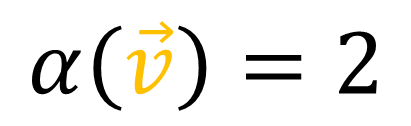 α(v⃗) = 2